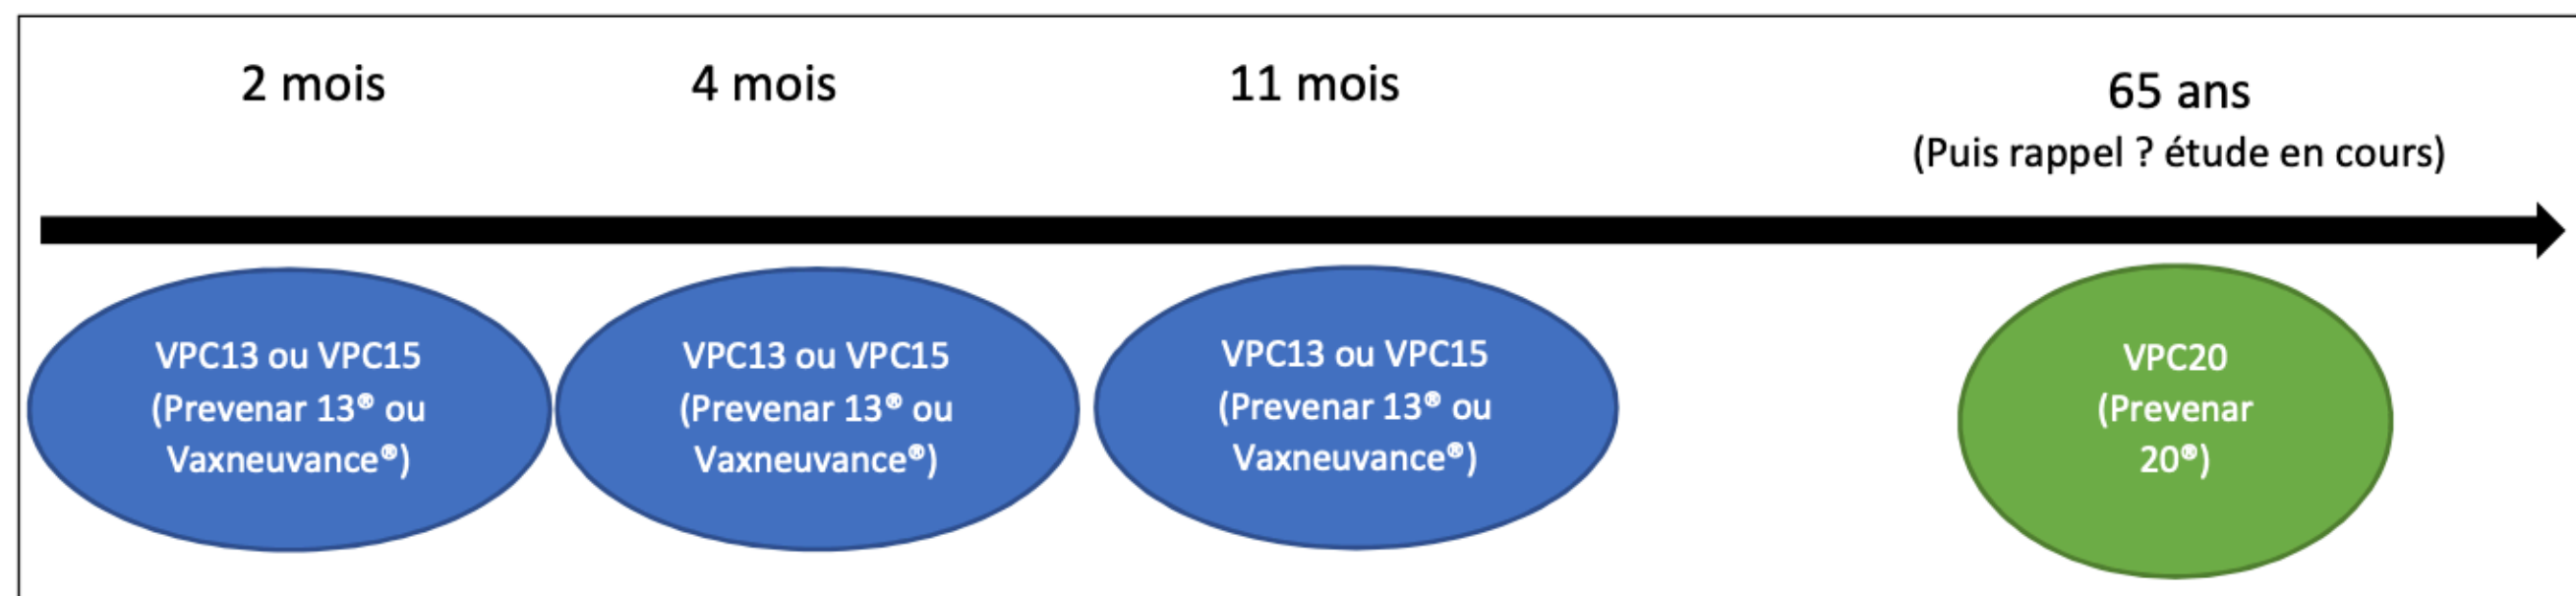 2 mois
4 mois
11 mois
65 ans
(Puis rappel ? étude en cours)
VPC13 ou VPC15
(Prevenar 13® ou
Vaxneuvance®)
VPC13 ou VPC15
(Prevenar 13® ou
Vaxneuvance®)
VPC13 ou VPC15
(Prevenar 13® ou
Vaxneuvance®)
VPC20
(Prevenar
20®)